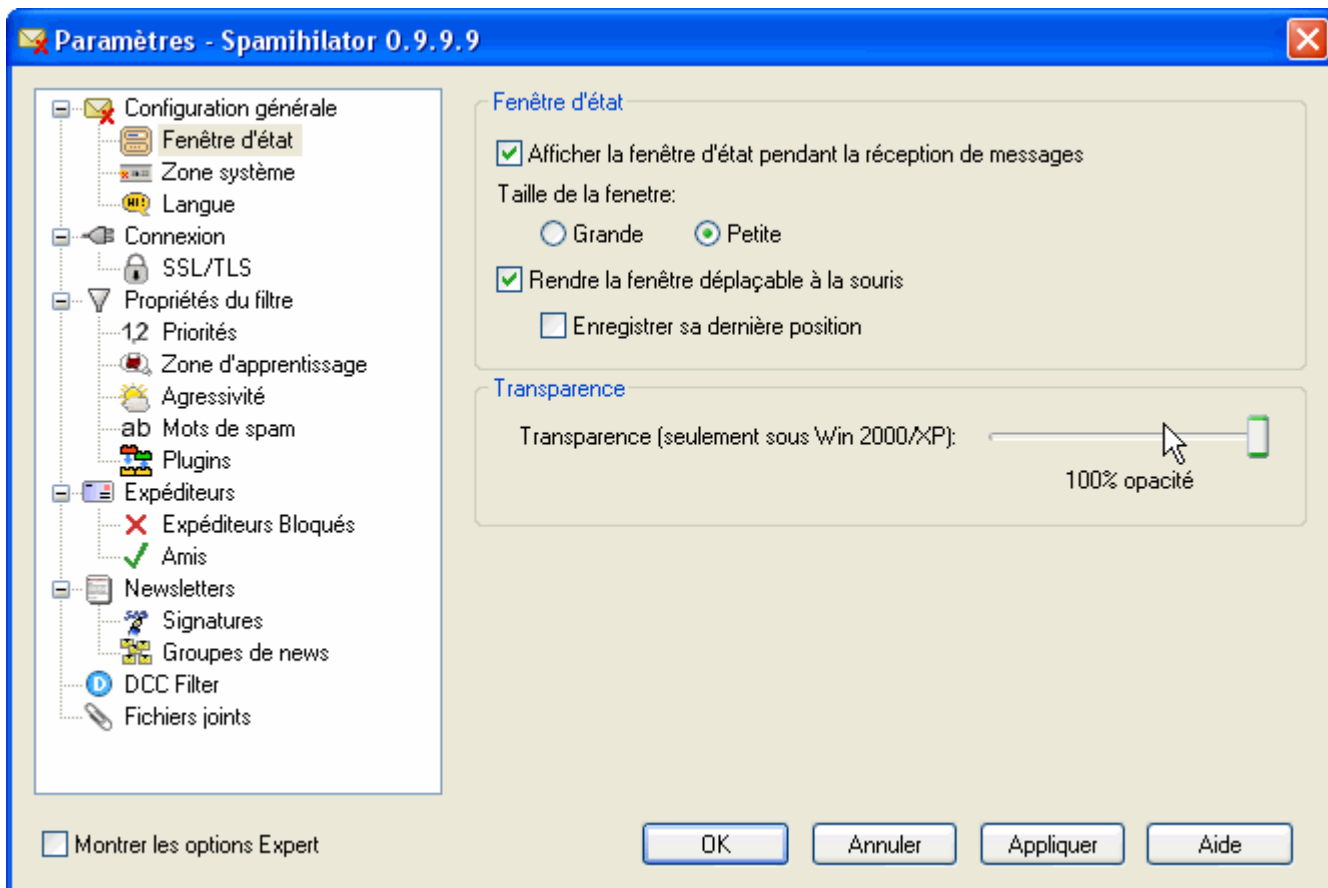 Paramètres - Spamihilator 0.9.9.9
Configuration générale
Fenêtre d'état
Zone système
Langue
Connexion
SSL/TLS
Propriétés du filtre
1,2 Priorités
Zone d'apprentissage
Agressivité
ab Mots de spam
Plugins
Expéditeurs
Expéditeurs Bloqués
Amis
Newsletters
Signatures
Groupes de news
D DCC Filter
Fichiers joints
Fenêtre d'état
Afficher la fenêtre d'état pendant la réception de messages
Taille de la fenetre:
Grande Petite
Rendre la fenêtre déplaçable à la souris
Enregistrer sa dernière position
Transparence
Transparence (seulement sous Win 2000/XP):
100% opacité
Montrer les options Expert
OK Annuler Appliquer Aide